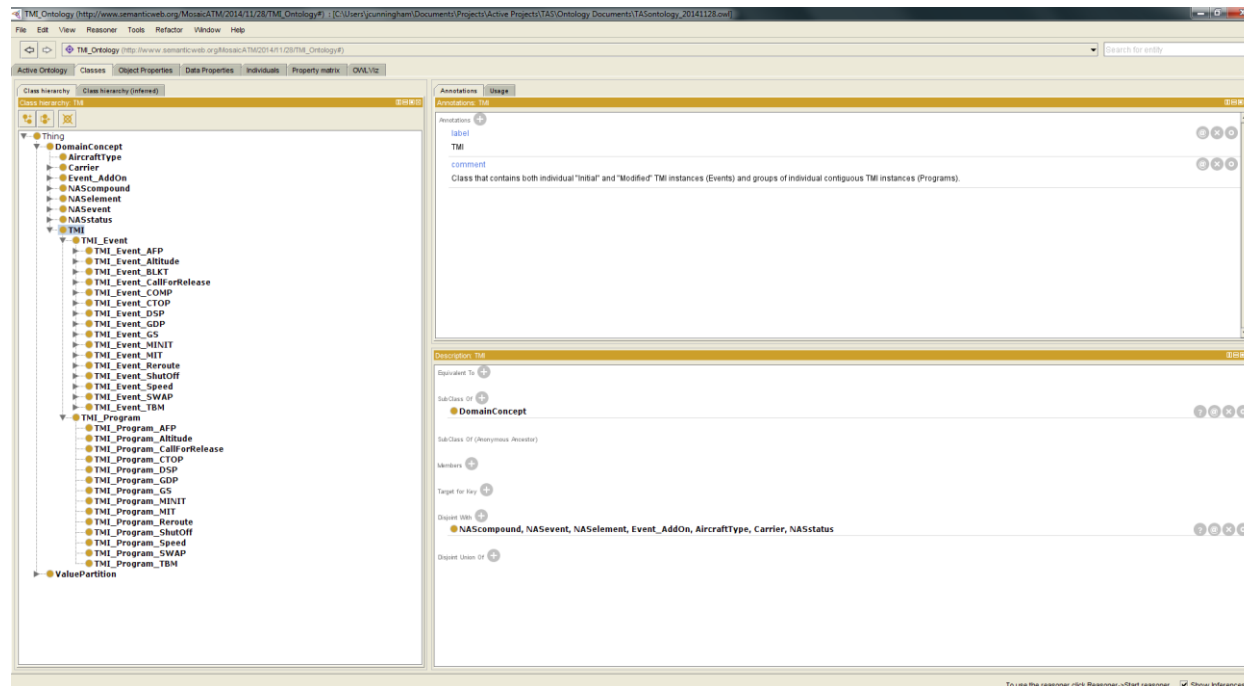 TMI_Ontology (http://www.semanticweb.org/MosaicATM/2014/11/28/TMI_Ontology#) : [C:\Users\jcunningham\Documents\Projects\Active Projects\TAS\Ontology Documents\TASontology_20141128.owl]
File Edit View Reasoner Tools Refactor Window Help
TMI_Ontology (http://www.semanticweb.org/MosaicATM/2014/11/28/TMI_Ontology#) Search for entity
Active Ontology Classes Object Properties Data Properties Individuals Property matrix OWLViz
Class hierarchy Class hierarchy (inferred)
Class hierarchy: TMI
Thing
DomainConcept
AircraftType
Carrier
Event_AddOn
NAScompound
NASelement
NASevent
NASstatus
TMI
TMI_Event
TMI_Event_AFP
TMI_Event_Altitude
TMI_Event_BLKT
TMI_Event_CallForRelease
TMI_Event_COMP
TMI_Event_CTOP
TMI_Event_DSP
TMI_Event_GDP
TMI_Event_GS
TMI_Event_MINIT
TMI_Event_MIT
TMI_Event_Reroute
TMI_Event_ShutOff
TMI_Event_Speed
TMI_Event_SWAP
TMI_Event_TBM
TMI_Program
TMI_Program_AFP
TMI_Program_Altitude
TMI_Program_CallForRelease
TMI_Program_CTOP
TMI_Program_DSP
TMI_Program_GDP
TMI_Program_GS
TMI_Program_MINIT
TMI_Program_MIT
TMI_Program_Reroute
TMI_Program_ShutOff
TMI_Program_Speed
TMI_Program_SWAP
TMI_Program_TBM
ValuePartition
Annotations Usage
Annotations: TMI
Annotations
label
TMI
comment
Class that contains both individual "Initial" and "Modified" TMI instances (Events) and groups of individual contiguous TMI instances (Programs).
Description: TMI
Equivalent To
SubClass Of
DomainConcept
SubClass Of (Anonymous Ancestor)
Members
Target for Key
Disjoint With
NAScompound, NASevent, NASelement, Event_AddOn, AircraftType, Carrier, NASstatus
Disjoint Union Of
To use the reasoner click Reasoner->Start reasoner Show Inferences